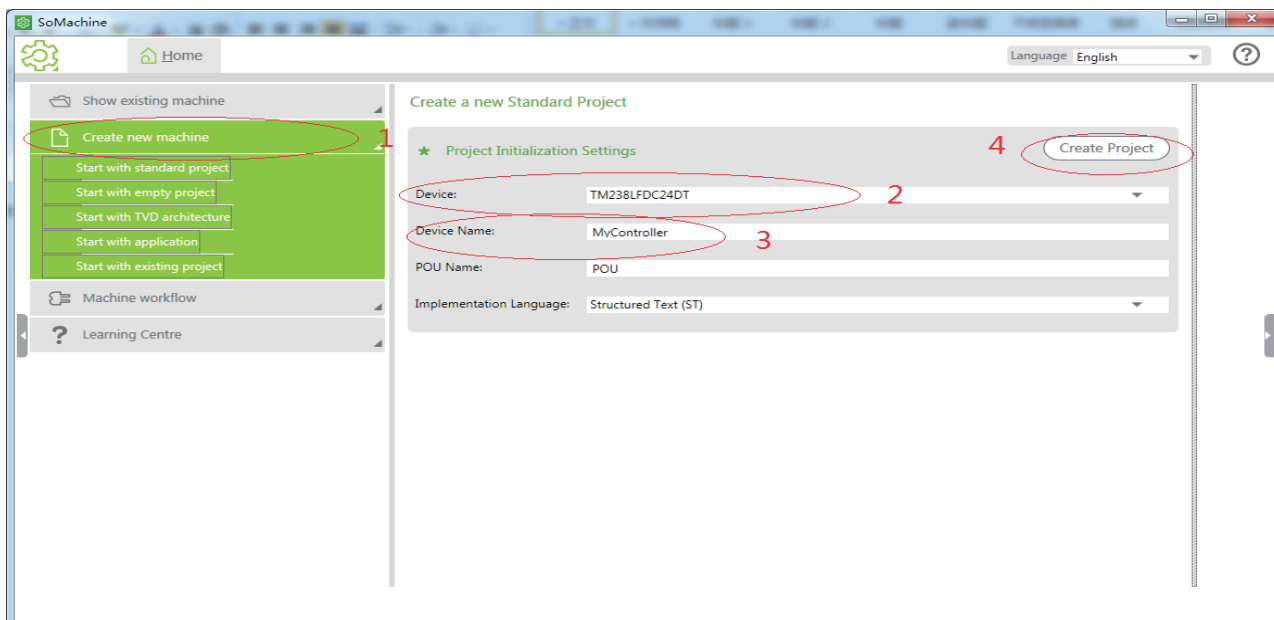 SoMachine
Home
Language English
Show existing machine
Create new machine
1
Start with standard project
Start with empty project
Start with TVD architecture
Start with application
Start with existing project
Machine workflow
? Learning Centre
Create a new Standard Project
* Project Initialization Settings
4
Create Project
Device: TM238LFDC24DT
2
Device Name: MyController
3
POU Name: POU
Implementation Language: Structured Text (ST)